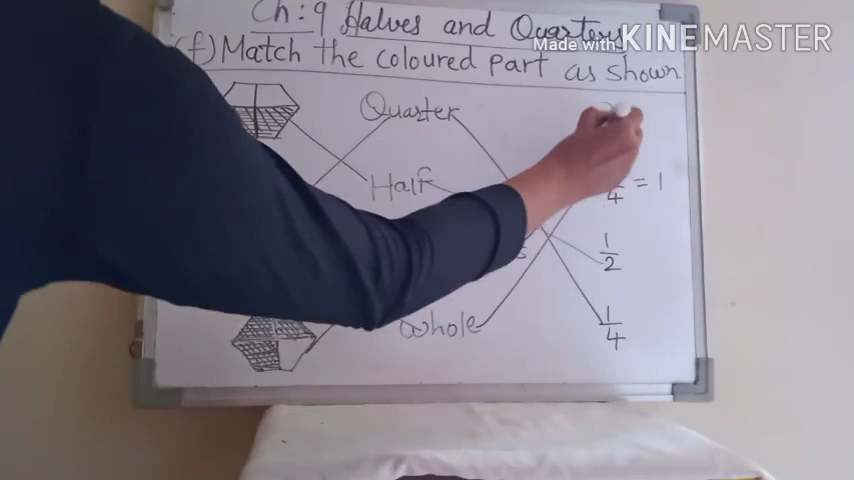 Ch: 9 Halves and Quarters
Made with KINEMASTER
(f) Match the coloured part as shown
Quarter
Half
4 = 1
1/2
Whole
1/4